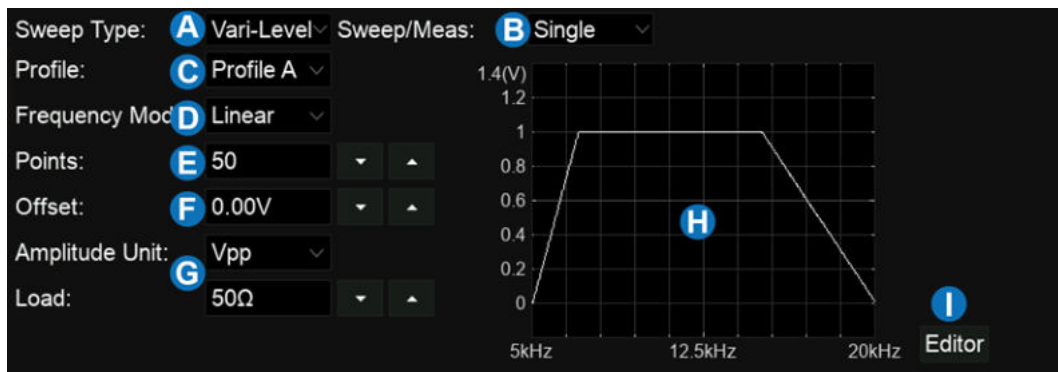 Sweep Type: A Vari-Level Sweep/Meas: B Single
Profile: C Profile A
Frequency Mod D Linear
Points: E 50
Offset: F 0.00V
Amplitude Unit: Vpp
G
Load: 50Ω
1.4(V)
1.2
1
0.8
0.6
0.4
0.2
0
H
5kHz 12.5kHz 20kHz
I
Editor